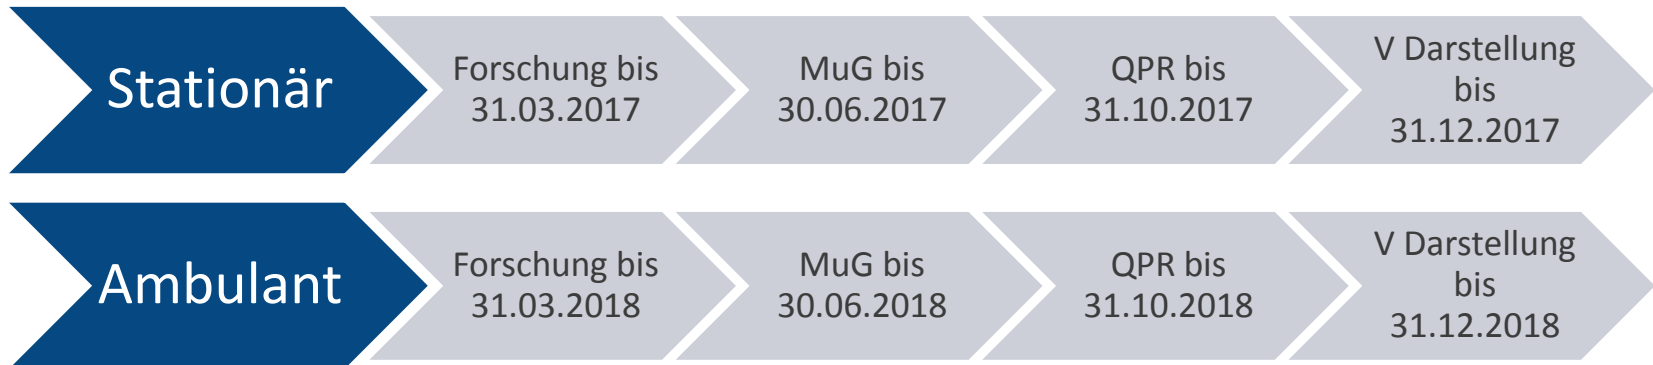 Stationär
Forschung bis
31.03.2017
MuG bis
30.06.2017
QPR bis
31.10.2017
V Darstellung
bis
31.12.2017
Ambulant
Forschung bis
31.03.2018
MuG bis
30.06.2018
QPR bis
31.10.2018
V Darstellung
bis
31.12.2018